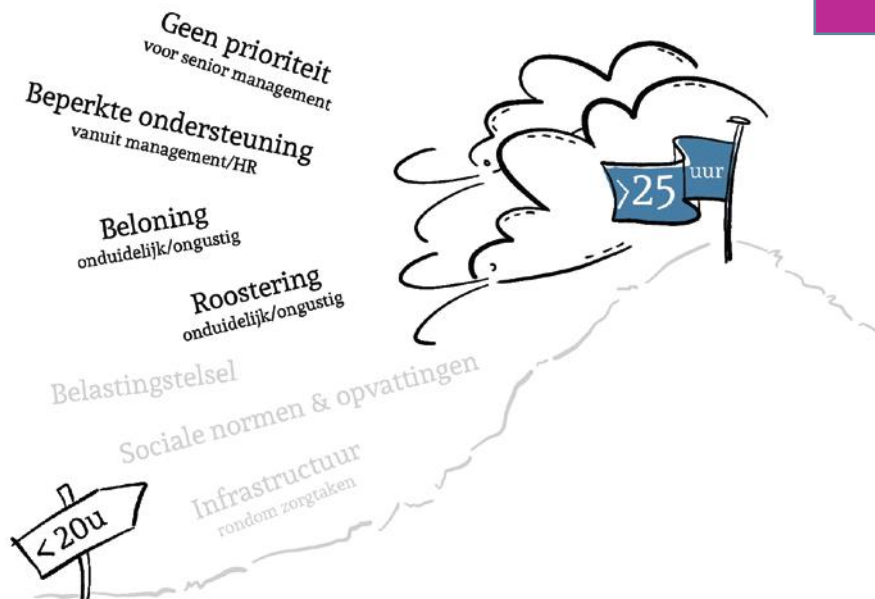 Geen prioriteit
voor senior management
Beperkte ondersteuning
vanuit management/HR
>25 uur
Beloning
onduidelijk/ongustig
Roostering
onduidelijk/ongustig
Belastingstelsel
Sociale normen & opvattingen
Infrastructuur
rondom zorgtaken
<20u